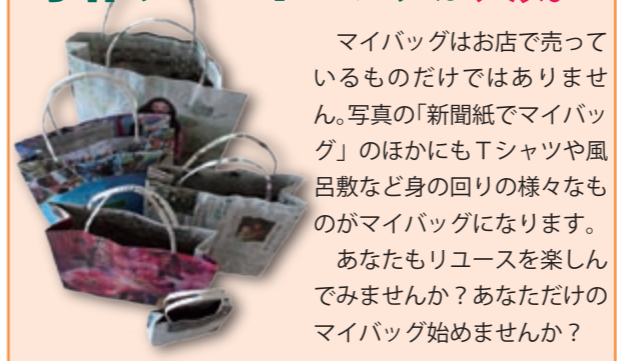 マイバッグはお店で売って
いるものだけではありませ
ん。写真の「新聞紙でマイバッ
グ」のほかにもＴシャツや風
呂敷など身の回りの様々なも
のがマイバッグになります。
あなたもリユースを楽しん
でみませんか？あなただけの
マイバッグ始めませんか？